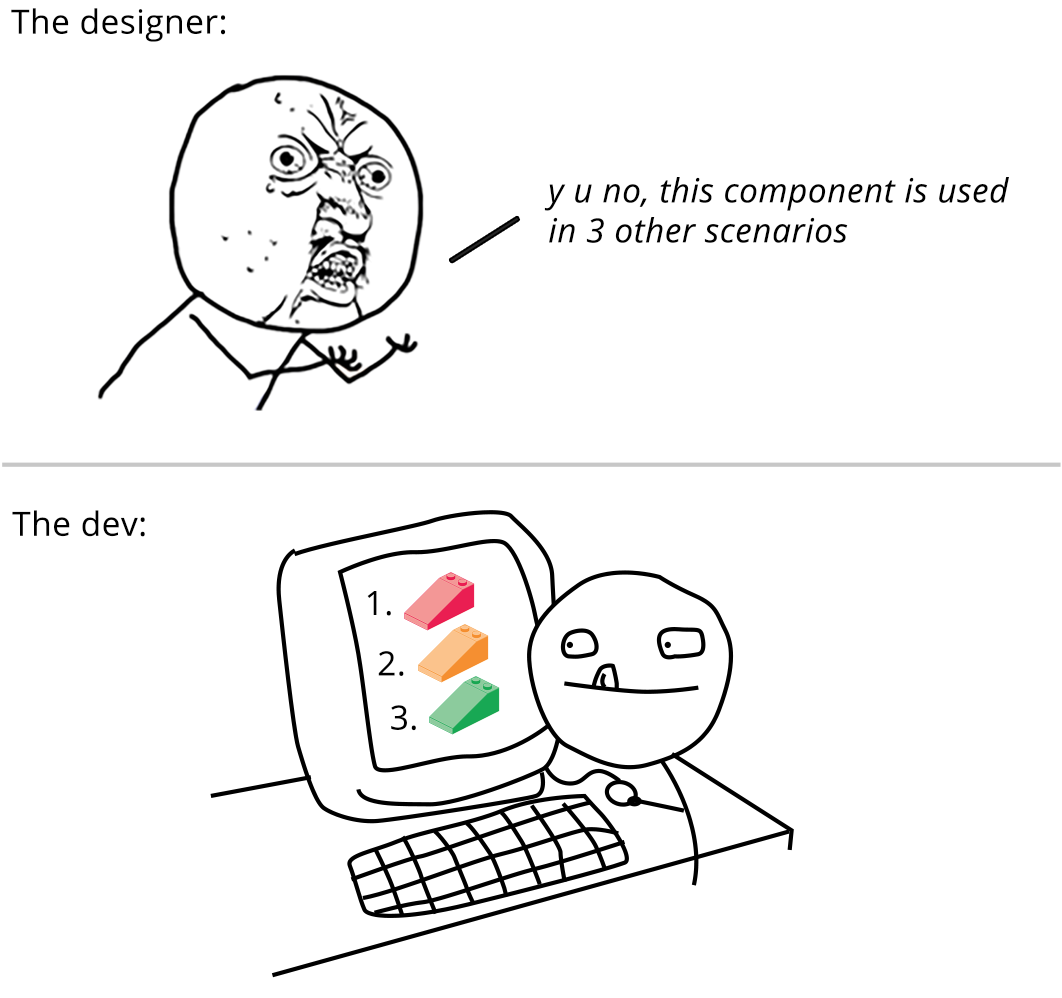 The designer:
y u no, this component is used
in 3 other scenarios
The dev:
1.
2.
3.